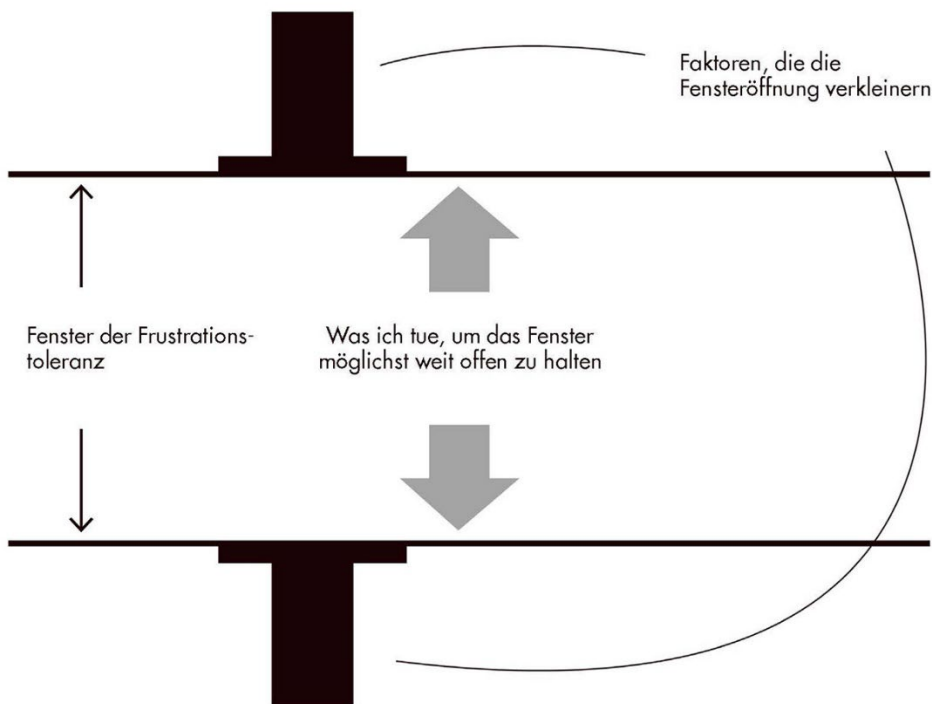 Faktoren, die die
Fensteröffnung verkleinern
Fenster der Frustrations-
toleranz
Was ich tue, um das Fenster
möglichst weit offen zu halten